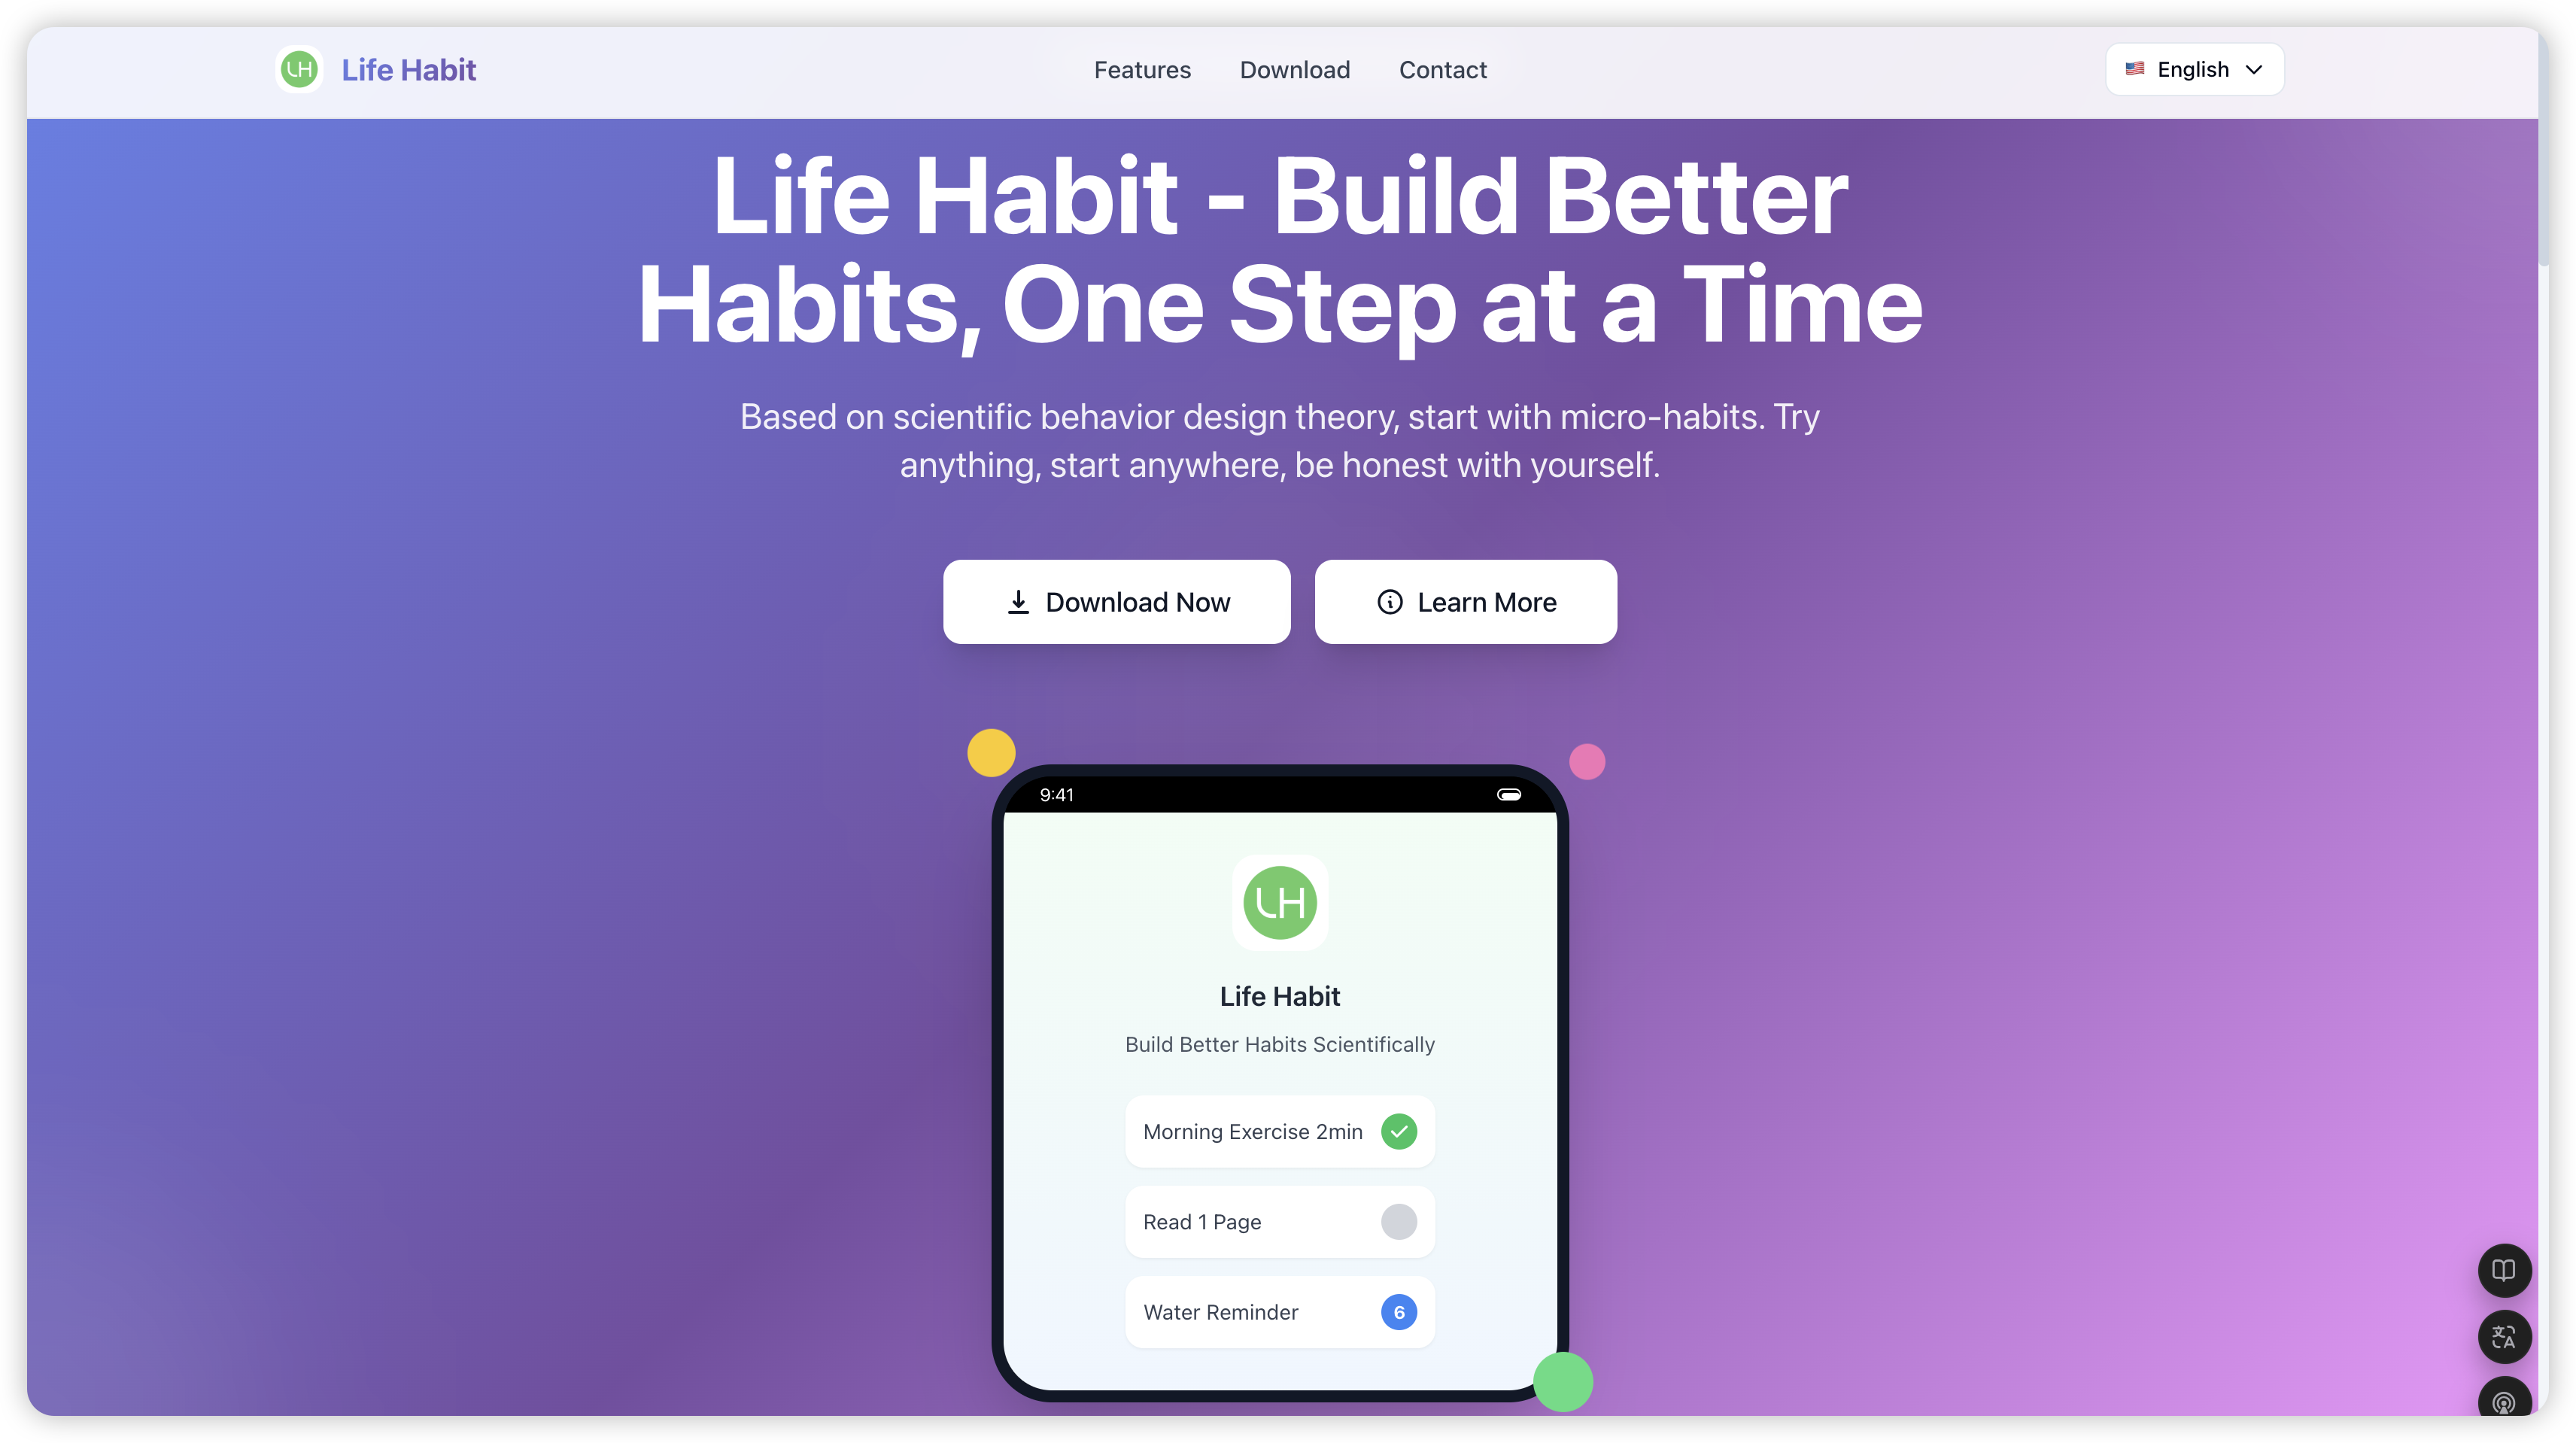 LH Life Habit
Features Download Contact
🇺🇸 English
Life Habit - Build Better
Habits, One Step at a Time
Based on scientific behavior design theory, start with micro-habits. Try
anything, start anywhere, be honest with yourself.
Download Now
Learn More
9:41
LH
Life Habit
Build Better Habits Scientifically
Morning Exercise 2min
Read 1 Page
Water Reminder 6
文A